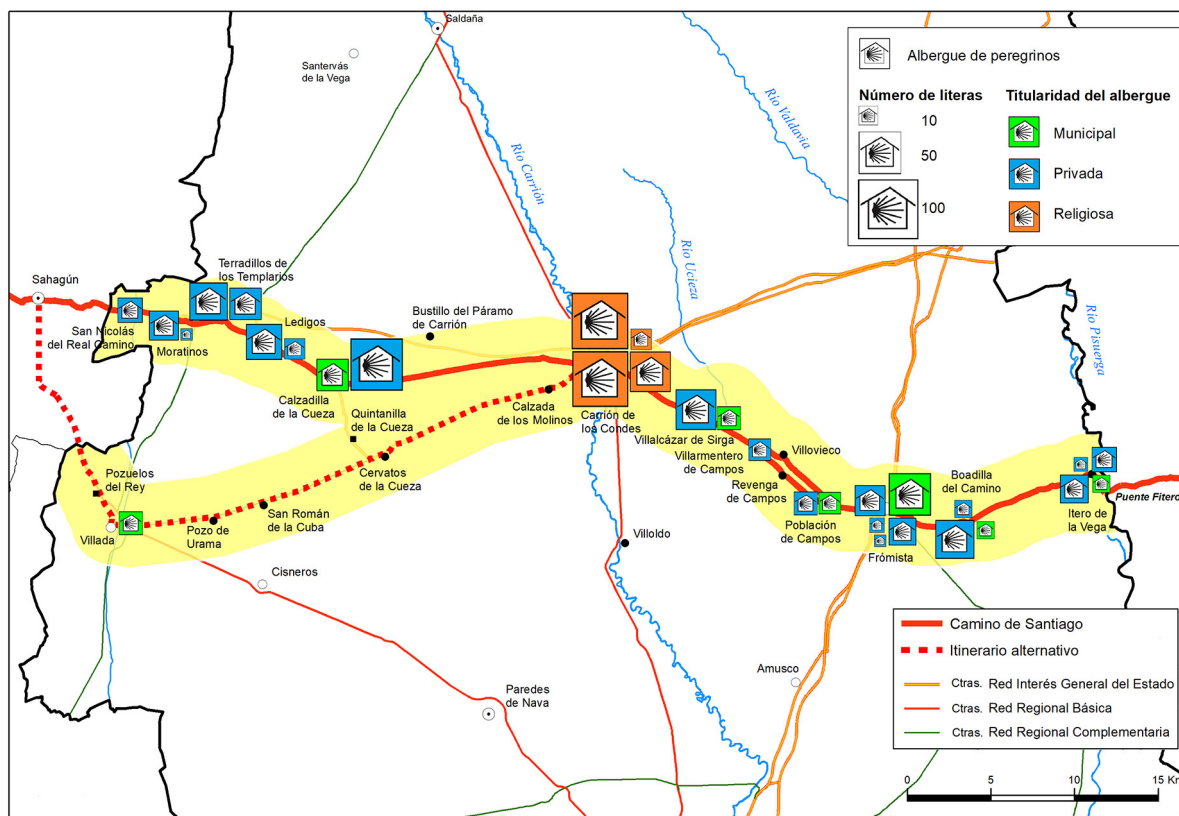 Saldaña
Santervás
de la Vega
Río Carrión
Río Valdavia
Río Ucieza
Río Pisuerga
Albergue de peregrinos
Número de literas
10
50
100
Titularidad del albergue
Municipal
Privada
Religiosa
Sahagún
Terradillos de
los Templarios
San Nicolás
del Real Camino
Moratinos
Ledigos
Bustillo del Páramo
de Carrión
Calzadilla
de la Cueza
Quintanilla
de la Cueza
Calzada
de los Molinos
Carrión de
los Condes
Cervatos
de la Cueza
Villalcázar de Sirga
Villarmentero
de Campos
Villovieco
Revenga
de Campos
Población
de Campos
Boadilla
del Camino
Frómista
Itero de
la Vega
Puente Fitero
Pozuelos
del Rey
Villada
Pozo de
Urama
San Román
de la Cuba
Cisneros
Villoldo
Amusco
Paredes
de Nava
Camino de Santiago
Itinerario alternativo
Ctras. Red Interés General del Estado
Ctras. Red Regional Básica
Ctras. Red Regional Complementaria
0 5 10 15 Km